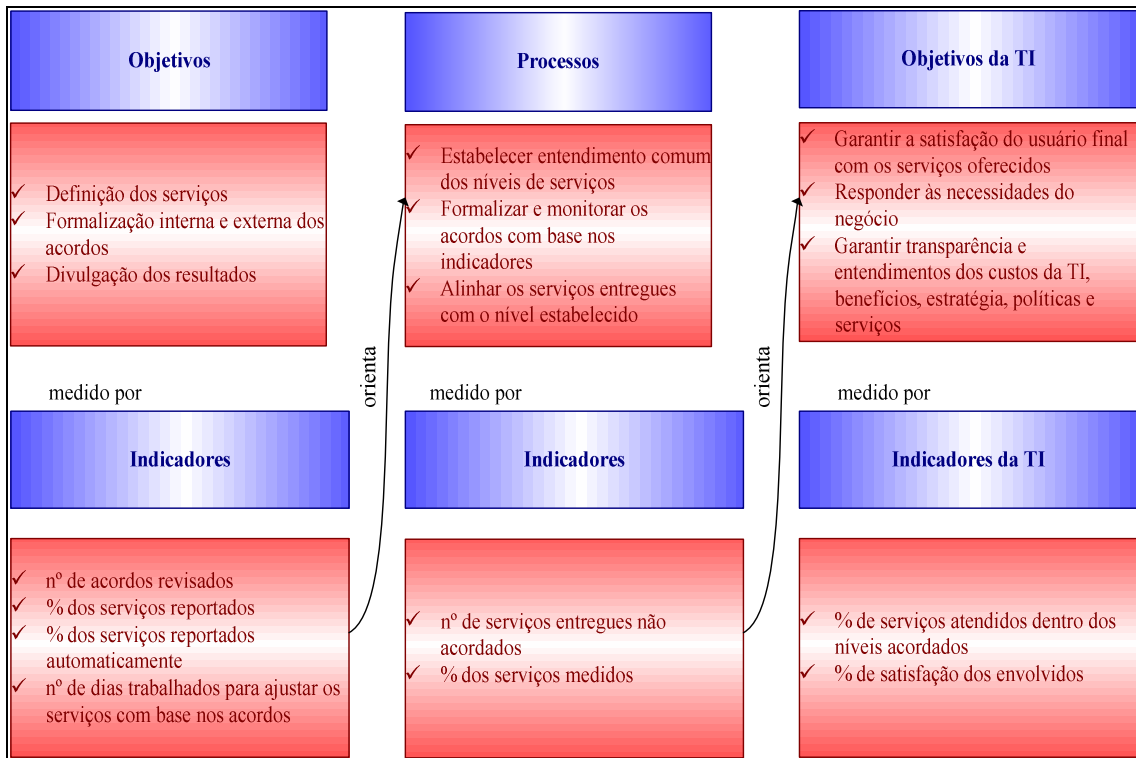 Objetivos
Definição dos serviços
Formalização interna e externa dos
acordos
Divulgação dos resultados
medido por
Indicadores
nº de acordos revisados
% dos serviços reportados
% dos serviços reportados
automaticamente
nº de dias trabalhados para ajustar os
serviços com base nos acordos
orienta
Processos
Estabelecer entendimento comum
dos níveis de serviços
Formalizar e monitorar os
acordos com base nos
indicadores
Alinhar os serviços entregues
com o nível estabelecido
medido por
Indicadores
nº de serviços entregues não
acordados
% dos serviços medidos
orienta
Objetivos da TI
Garantir a satisfação do usuário final
com os serviços oferecidos
Responder às necessidades do
negócio
Garantir transparência e
entendimentos dos custos da TI,
benefícios, estratégia, políticas e
serviços
medido por
Indicadores da TI
% de serviços atendidos dentro dos
níveis acordados
% de satisfação dos envolvidos